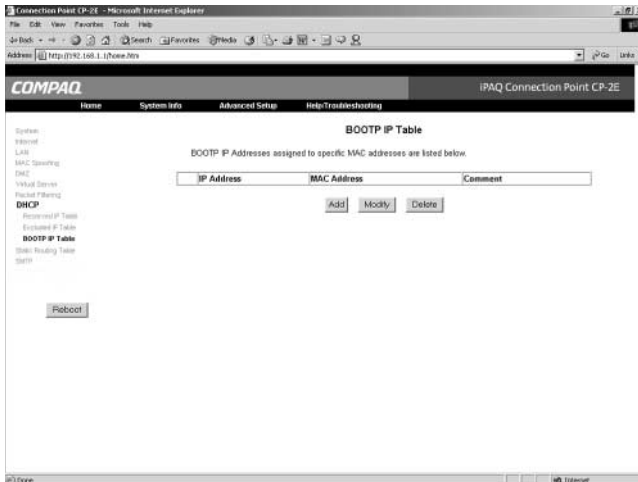 Connection Point CP-2E - Microsoft Internet Explorer
File Edit View Favorites Tools Help
Back Search Favorites Media
Address http://192.168.1.1/home.htm Go Links
COMPAQ iPAQ Connection Point CP-2E
Home System Info Advanced Setup Help/Troubleshooting
System
Internet
LAN
MAC Spoofing
DMZ
Virtual Server
Packet Filtering
DHCP
Reserved IP Table
Excluded IP Table
BOOTP IP Table
Static Routing Table
SNTP
Reboot
BOOTP IP Table
BOOTP IP Addresses assigned to specific MAC addresses are listed below.
IP Address MAC Address Comment
Add Modify Delete
Done Internet